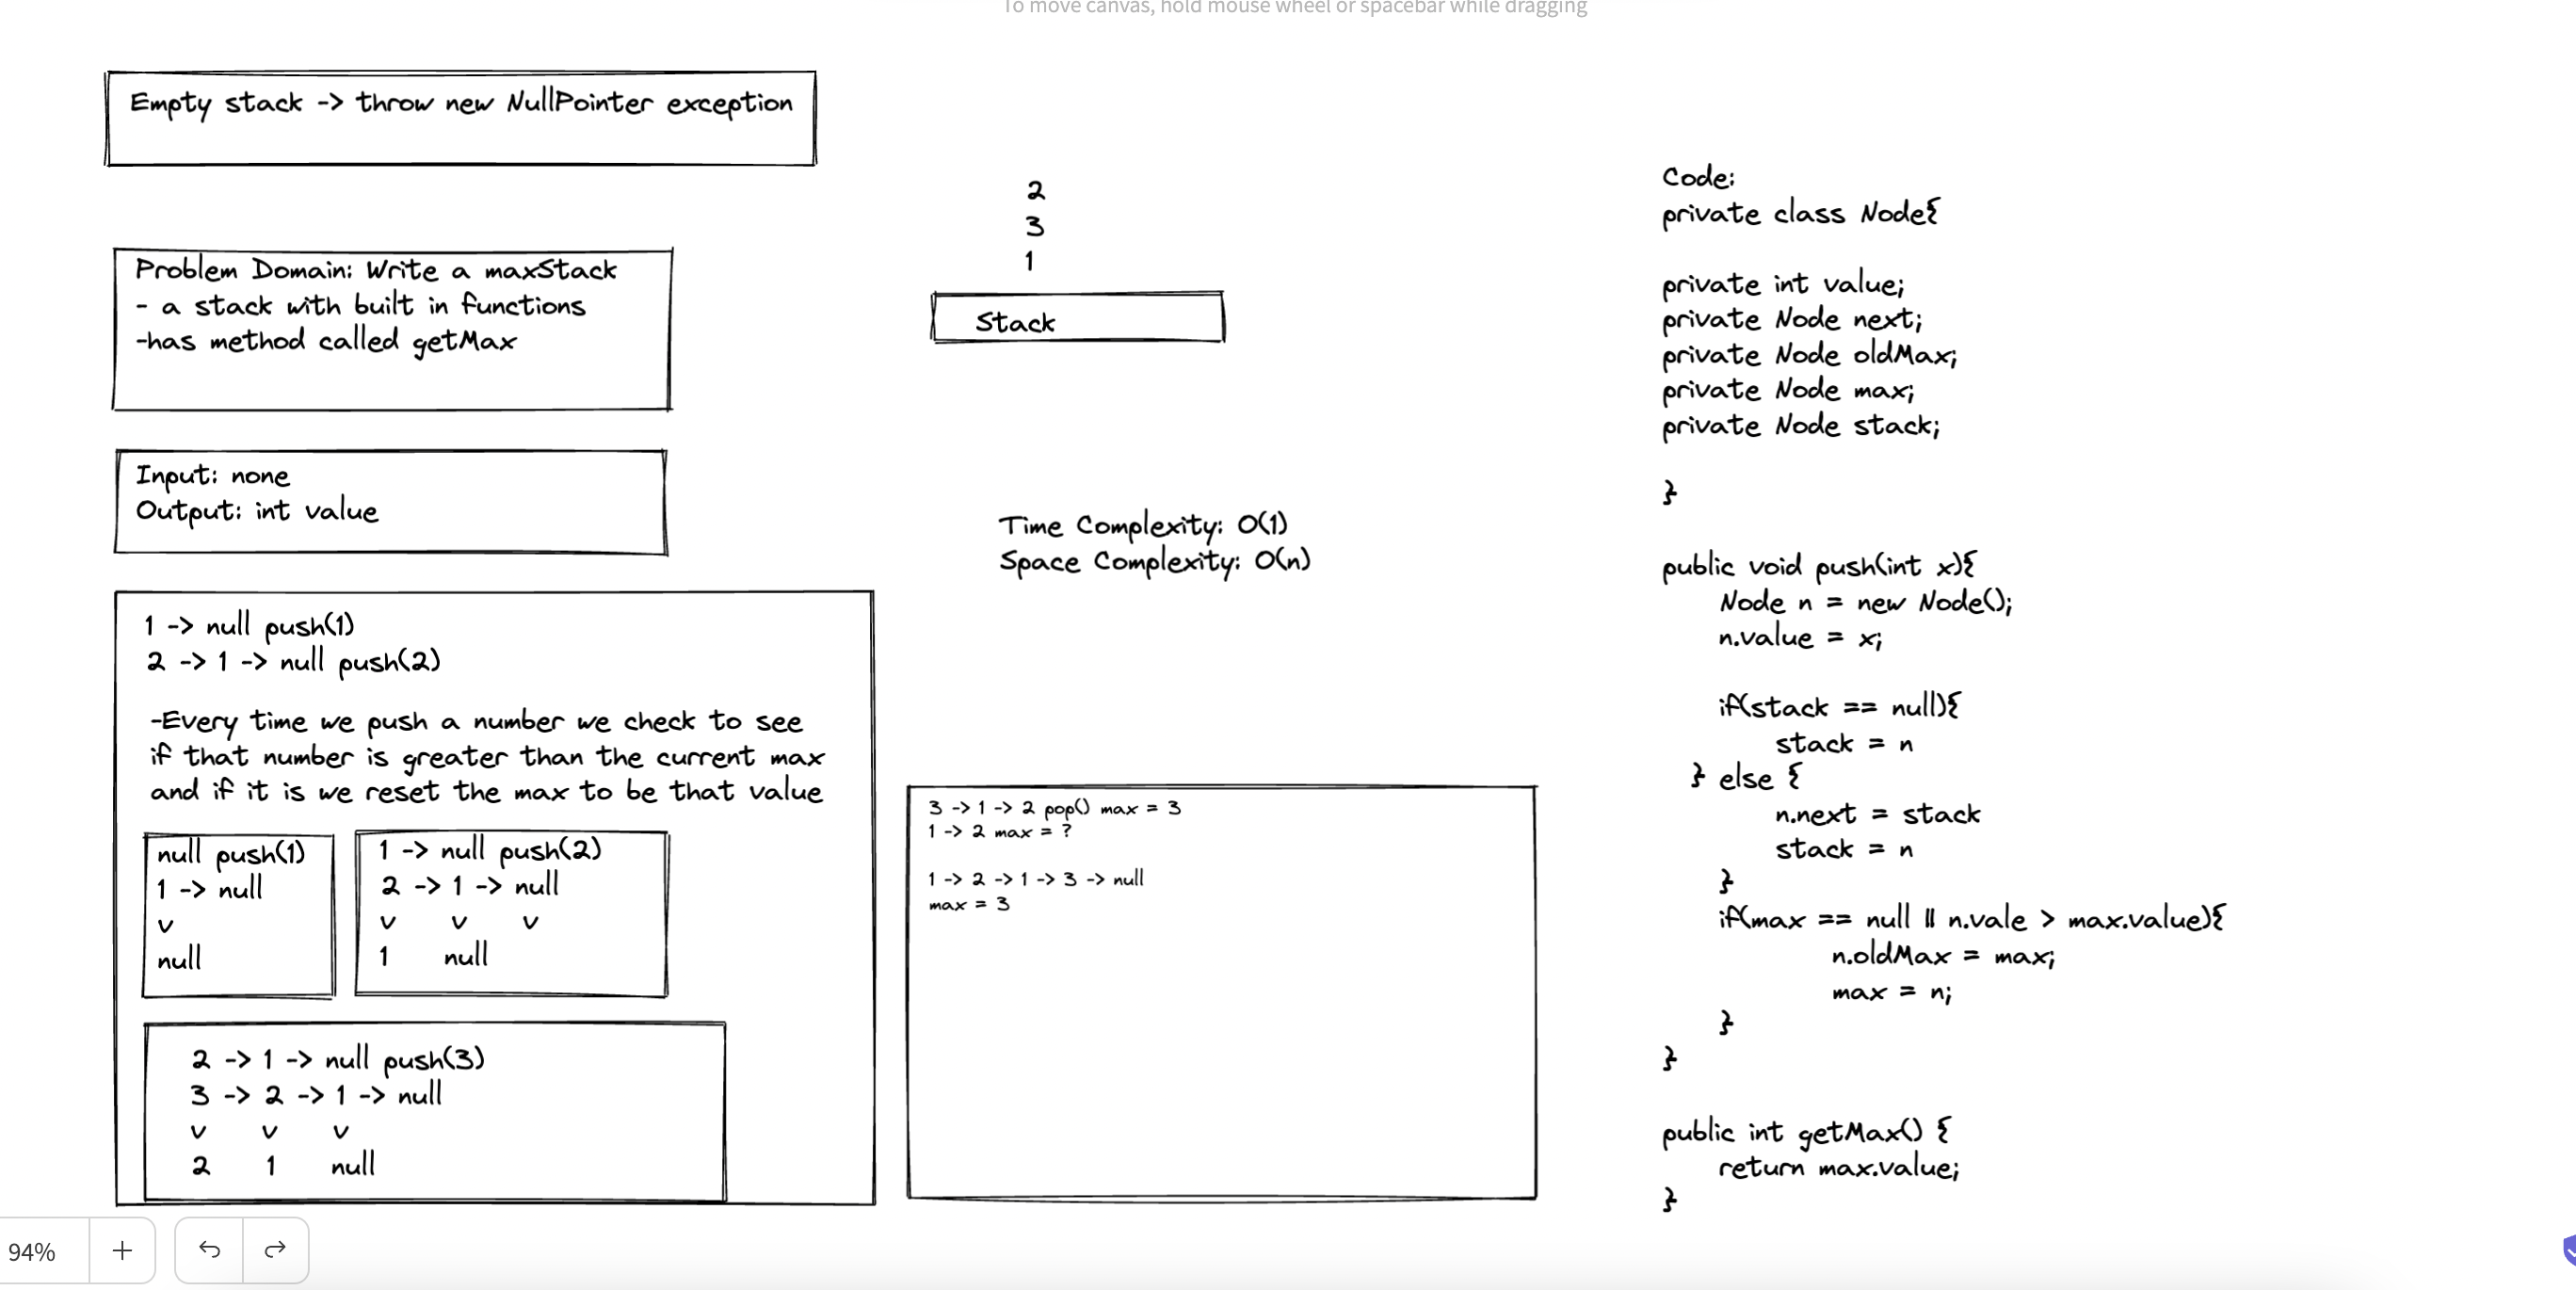 To move canvas, hold mouse wheel or spacebar while dragging
Empty stack -> throw new NullPointer exception
Problem Domain: Write a maxStack
- a stack with built in functions
-has method called getMax
Input: none
Output: int value
1 -> null push(1)
2 -> 1 -> null push(2)
-Every time we push a number we check to see
if that number is greater than the current max
and if it is we reset the max to be that value
null push(1)
1 -> null
v
null
1 -> null push(2)
2 -> 1 -> null
v v v
1 null
2 -> 1 -> null push(3)
3 -> 2 -> 1 -> null
v v v
2 1 null
2
3
1
Stack
Time Complexity: O(1)
Space Complexity: O(n)
3 -> 1 -> 2 pop() max = 3
1 -> 2 max = ?
1 -> 2 -> 1 -> 3 -> null
max = 3
Code:
private class Node{
private int value;
private Node next;
private Node oldMax;
private Node max;
private Node stack;
}
public void push(int x){
Node n = new Node();
n.value = x;
if(stack == null){
stack = n
} else {
n.next = stack
stack = n
}
if(max == null || n.vale > max.value){
n.oldMax = max;
max = n;
}
}
public int getMax() {
return max.value;
}
94% +